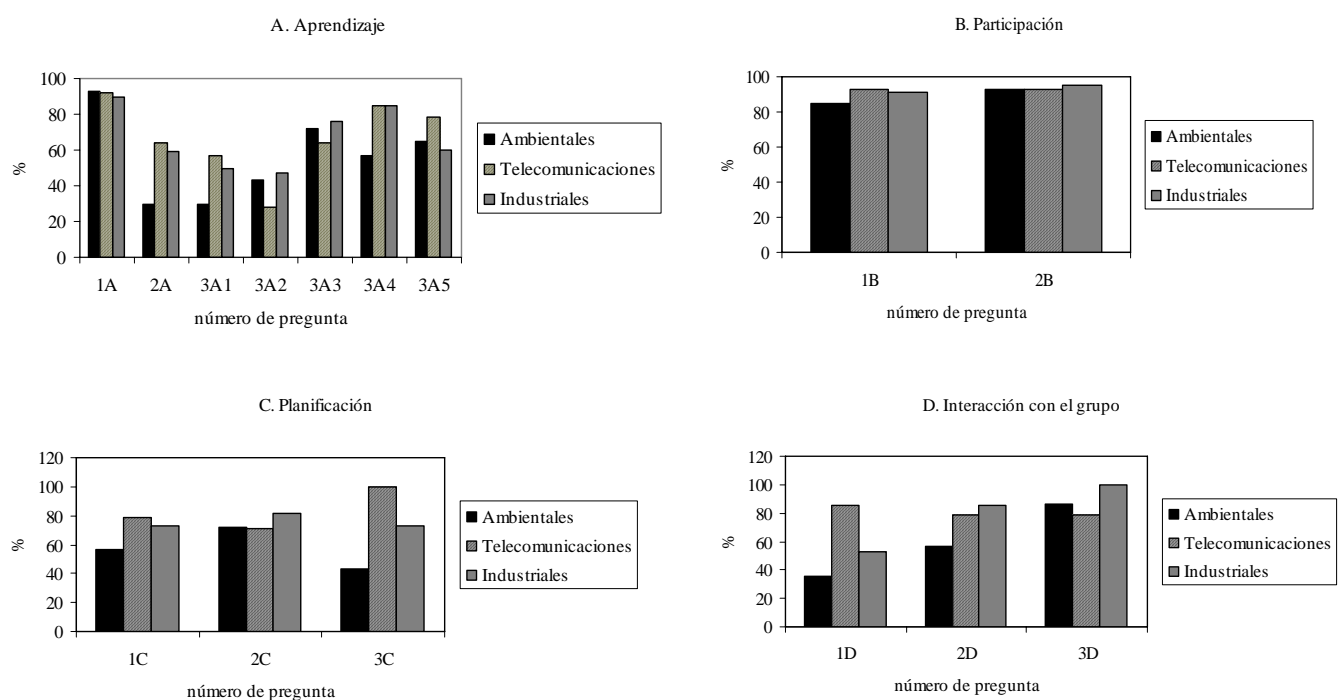 A. Aprendizaje
100
80
60
40
20
0
%
1A 2A 3A1 3A2 3A3 3A4 3A5
número de pregunta
Ambientales
Telecomunicaciones
Industriales
B. Participación
100
80
60
40
20
0
%
1B 2B
número de pregunta
Ambientales
Telecomunicaciones
Industriales
C. Planificación
120
100
80
60
40
20
0
%
1C 2C 3C
número de pregunta
Ambientales
Telecomunicaciones
Industriales
D. Interacción con el grupo
120
100
80
60
40
20
0
%
1D 2D 3D
número de pregunta
Ambientales
Telecomunicaciones
Industriales